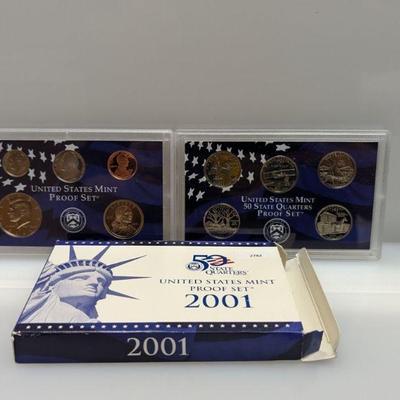 UNITED STATES MINT
PROOF SET
UNITED STATES MINT
50 STATE QUARTERS
PROOF SET
50
STATE
QUARTERS
UNITED STATES MINT
PROOF SET
2001
2001